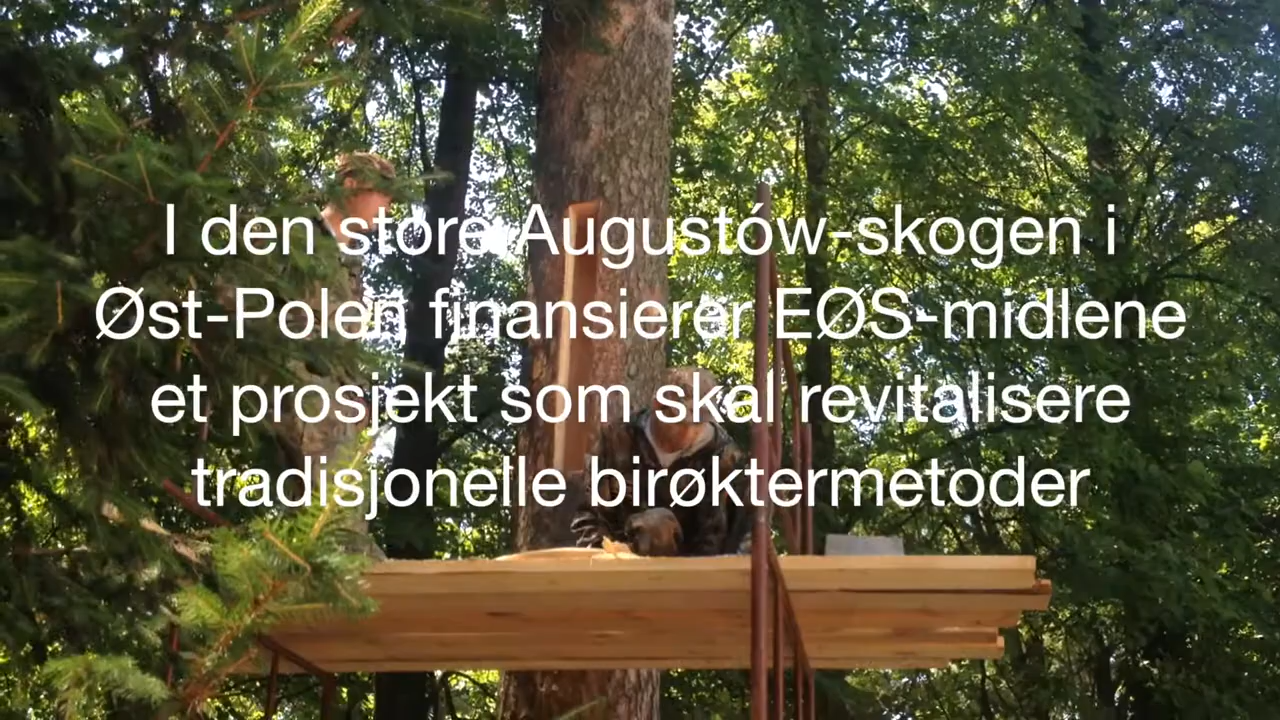 I den store Augustów-skogen i
Øst-Polen finansierer EØS-midlene
et prosjekt som skal revitalisere
tradisjonelle birøktermetoder